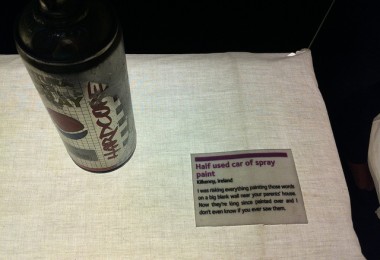 HARDCORE
Half used car of spray
paint
Kilkenny, Ireland
I was risking everything painting those words
on a big blank wall near your parents' house.
Now they're long since painted over and I
don't even know if you ever saw them.